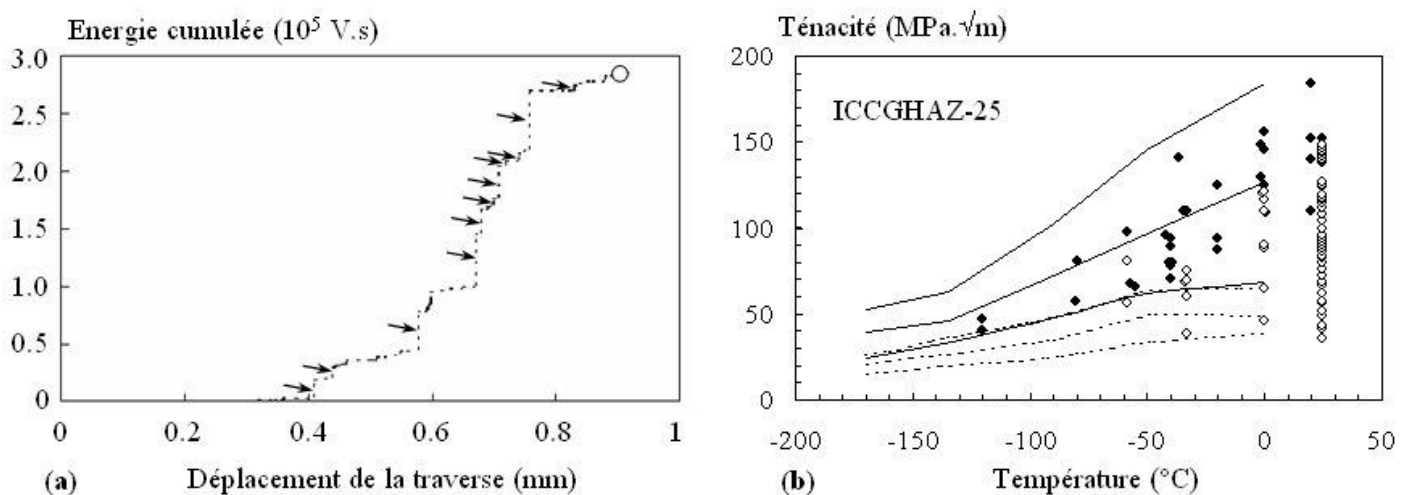 Energie cumulée (10⁵ V.s)
3.0
2.5
2.0
1.5
1.0
0.5
0
0 0.2 0.4 0.6 0.8 1
(a) Déplacement de la traverse (mm)
Ténacité (MPa.√m)
200
150
100
50
0
ICCGHAZ-25
-200 -150 -100 -50 0 50
(b) Température (°C)